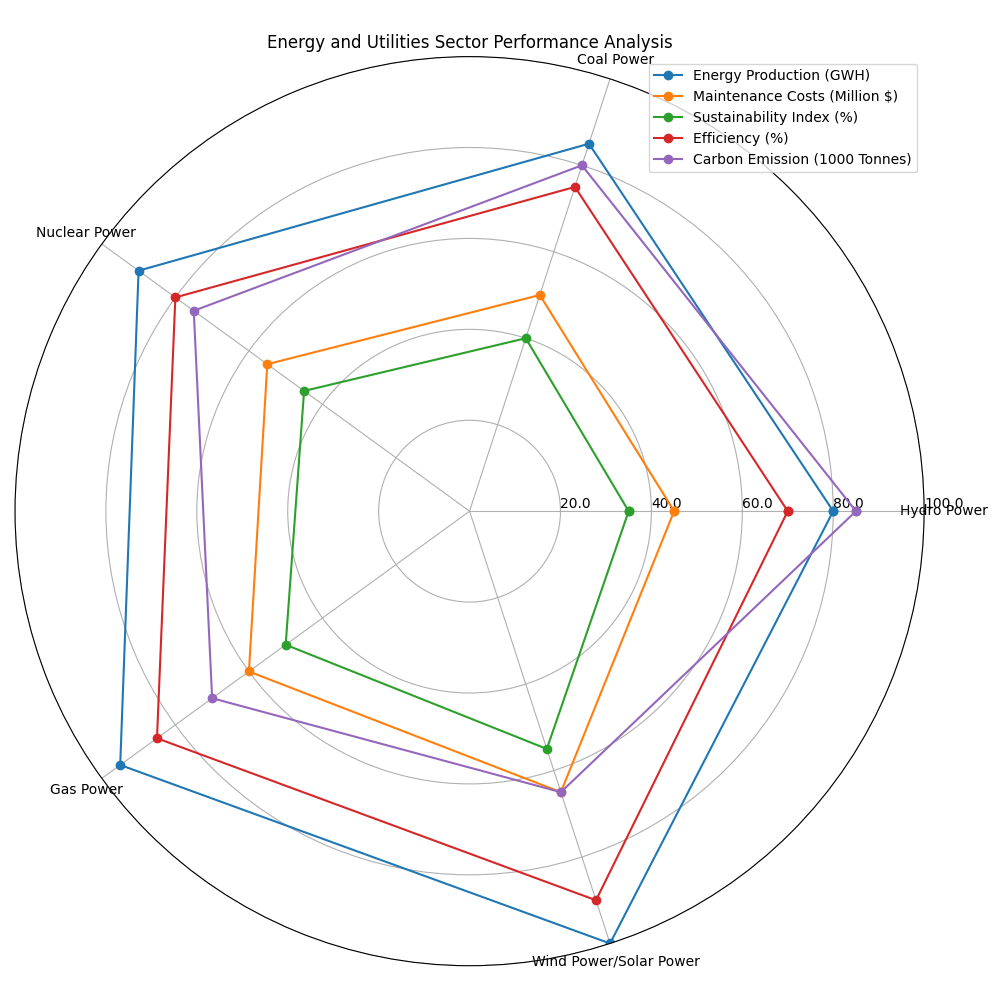 Energy and Utilities Sector Performance Analysis
Coal Power
Energy Production (GWH)
Maintenance Costs (Million $)
Sustainability Index (%)
Efficiency (%)
Carbon Emission (1000 Tonnes)
Nuclear Power
20.0
40.0
60.0
80.0
100.0
Hydro Power
Gas Power
Wind Power/Solar Power